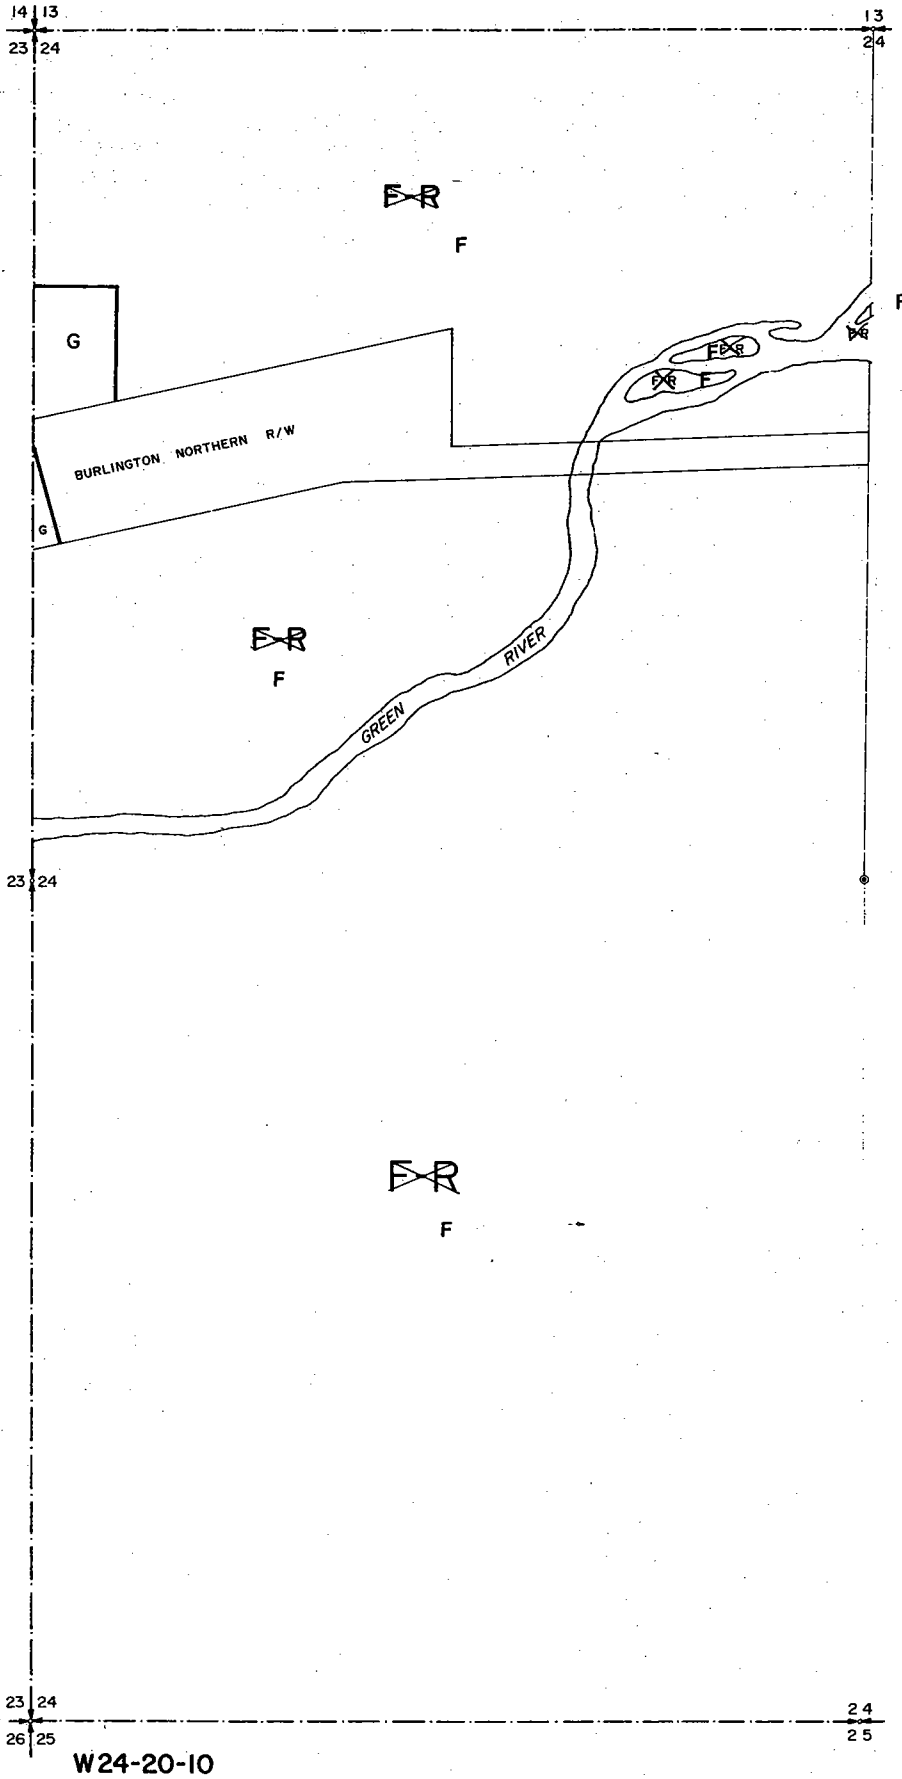 14 13
13
23 24
24
F-R
F
G
F
F-R
F F-R
F-R F
BURLINGTON NORTHERN R/W
G
F-R
F
RIVER
GREEN
23 24
F-R
F
23 24
24
26 25
25
W24-20-10